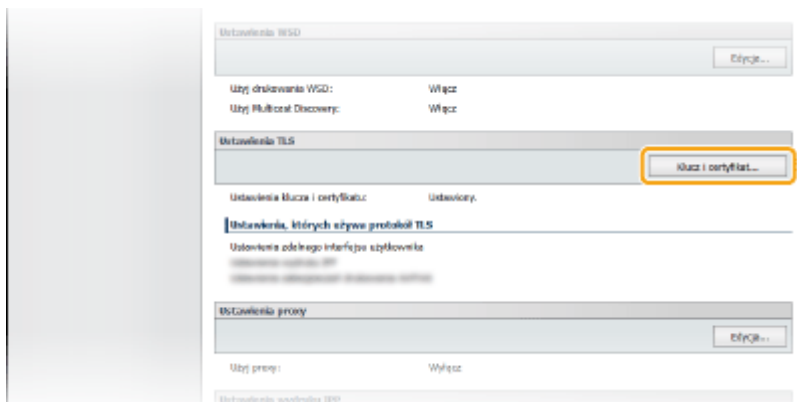 Ustawienia WSD
Edycja...
Użyj drukowania WSD: Włącz
Użyj Multicast Discovery: Włącz
Ustawienia TLS
Klucz i certyfikat...
Ustawienia klucza i certyfikatu: Ustawiony.
Ustawienia, których używa protokół TLS
Ustawienia zdalnego interfejsu użytkownika
Ustawienia proxy
Edycja...
Użyj proxy: Wyłącz